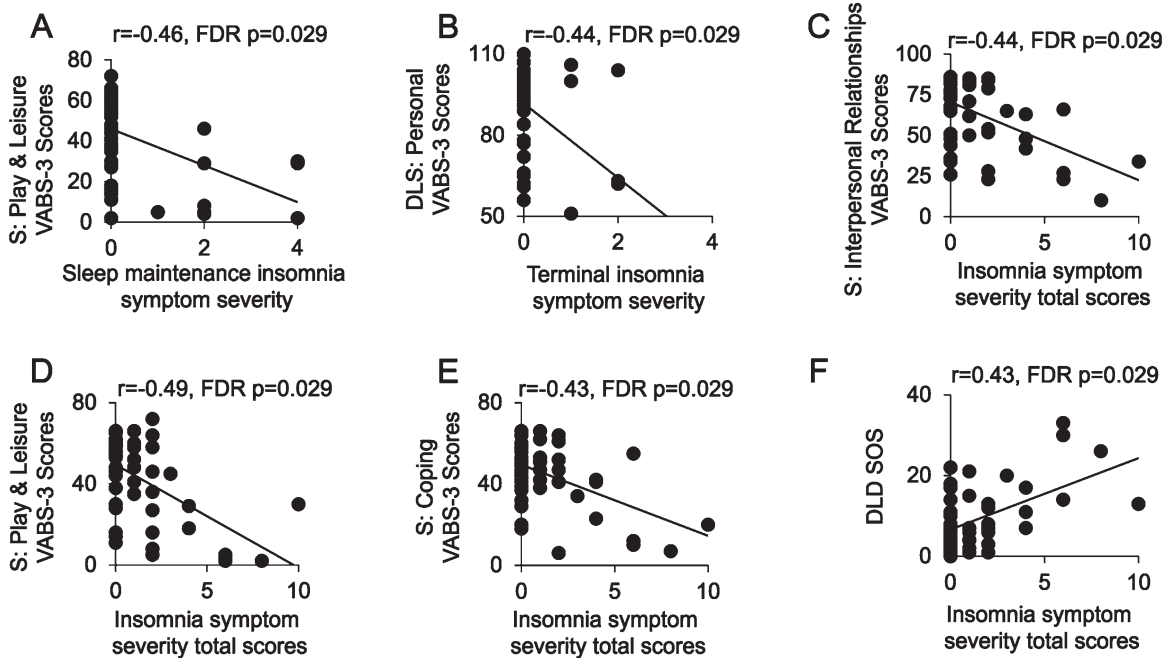 A
r=-0.46, FDR p=0.029
S: Play & Leisure
VABS-3 Scores
80
60
40
20
0
0 2 4
Sleep maintenance insomnia
symptom severity
B
r=-0.44, FDR p=0.029
DLS: Personal
VABS-3 Scores
110
80
50
0 2 4
Terminal insomnia
symptom severity
C
r=-0.44, FDR p=0.029
S: Interpersonal Relationships
VABS-3 Scores
100
75
50
25
0
0 5 10
Insomnia symptom
severity total scores
D
r=-0.49, FDR p=0.029
S: Play & Leisure
VABS-3 Scores
80
40
0
0 5 10
Insomnia symptom
severity total scores
E
r=-0.43, FDR p=0.029
S: Coping
VABS-3 Scores
80
40
0
0 5 10
Insomnia symptom
severity total scores
F
r=0.43, FDR p=0.029
DLD SOS
40
20
0
0 5 10
Insomnia symptom
severity total scores